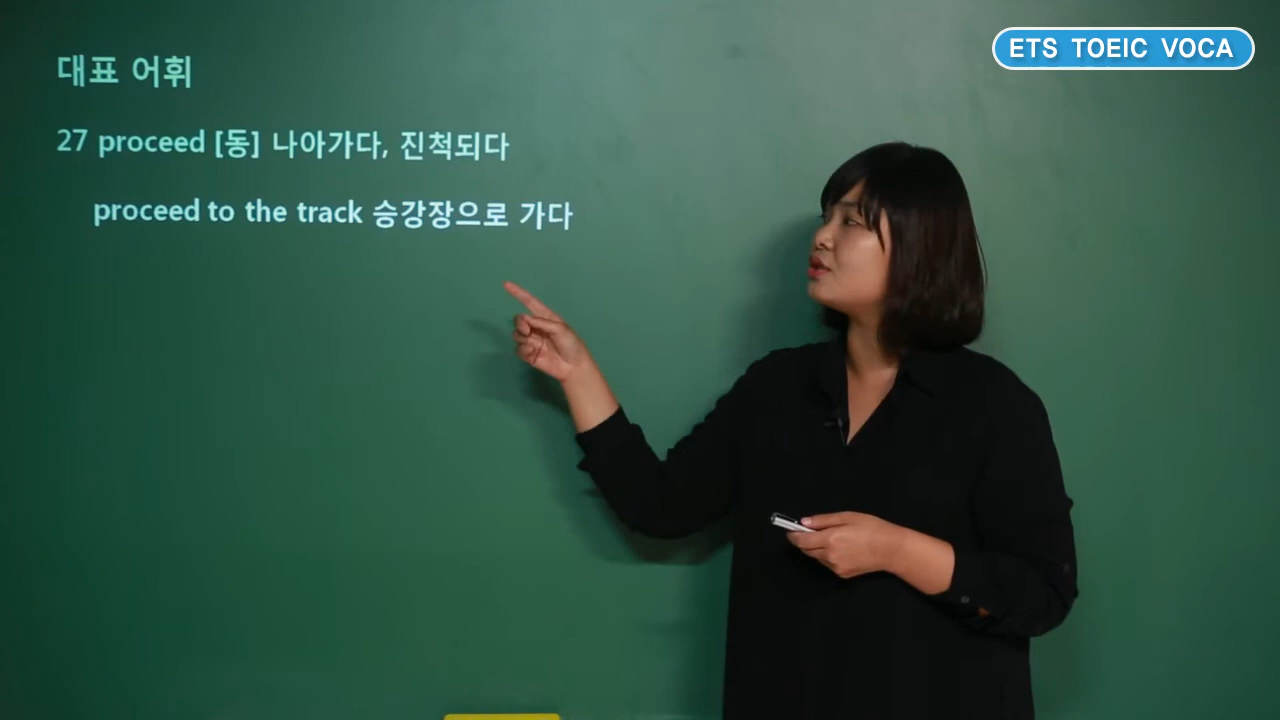 ETS TOEIC VOCA
대표 어휘
27 proceed [동] 나아가다, 진척되다
proceed to the track 승강장으로 가다